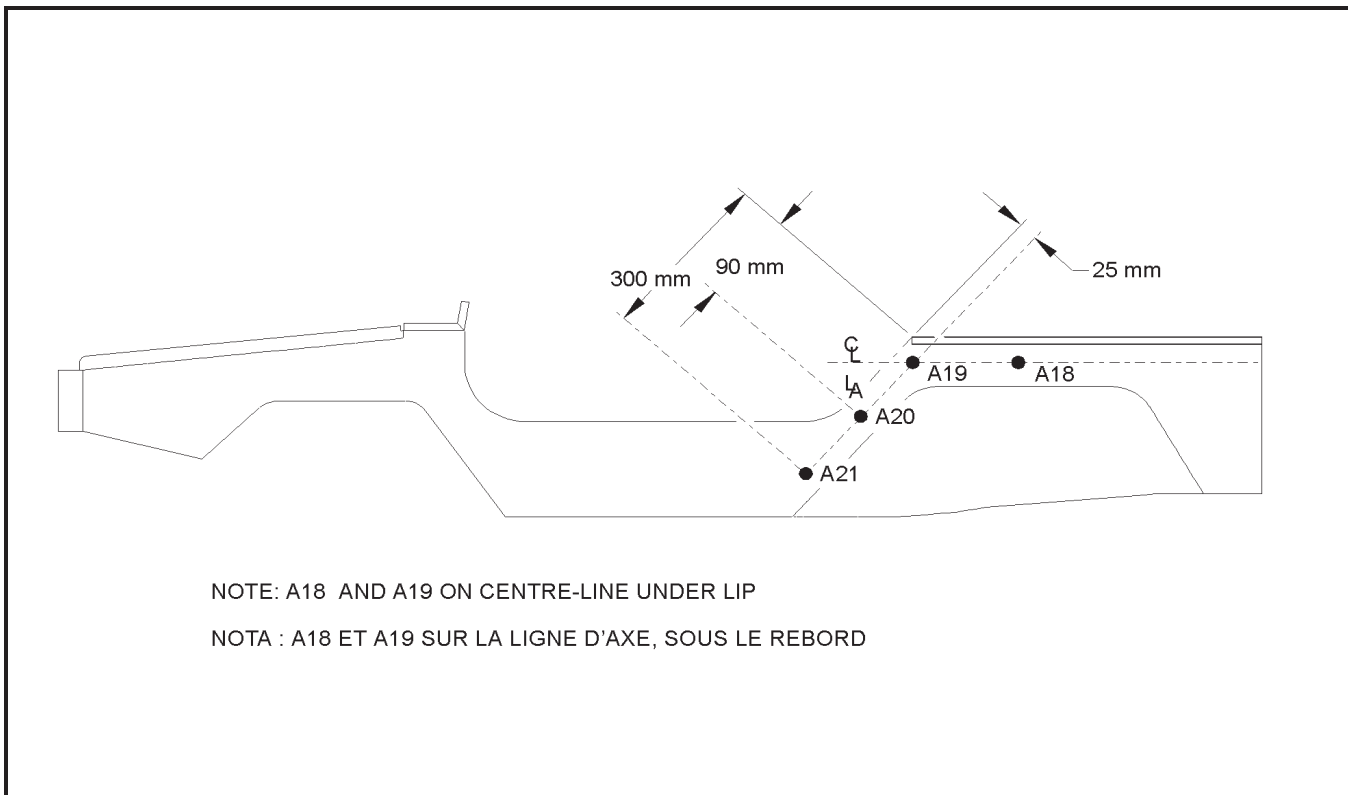 300 mm
90 mm
25 mm
CL
LA
A19
A18
A20
A21
NOTE: A18 AND A19 ON CENTRE-LINE UNDER LIP
NOTA : A18 ET A19 SUR LA LIGNE D'AXE, SOUS LE REBORD